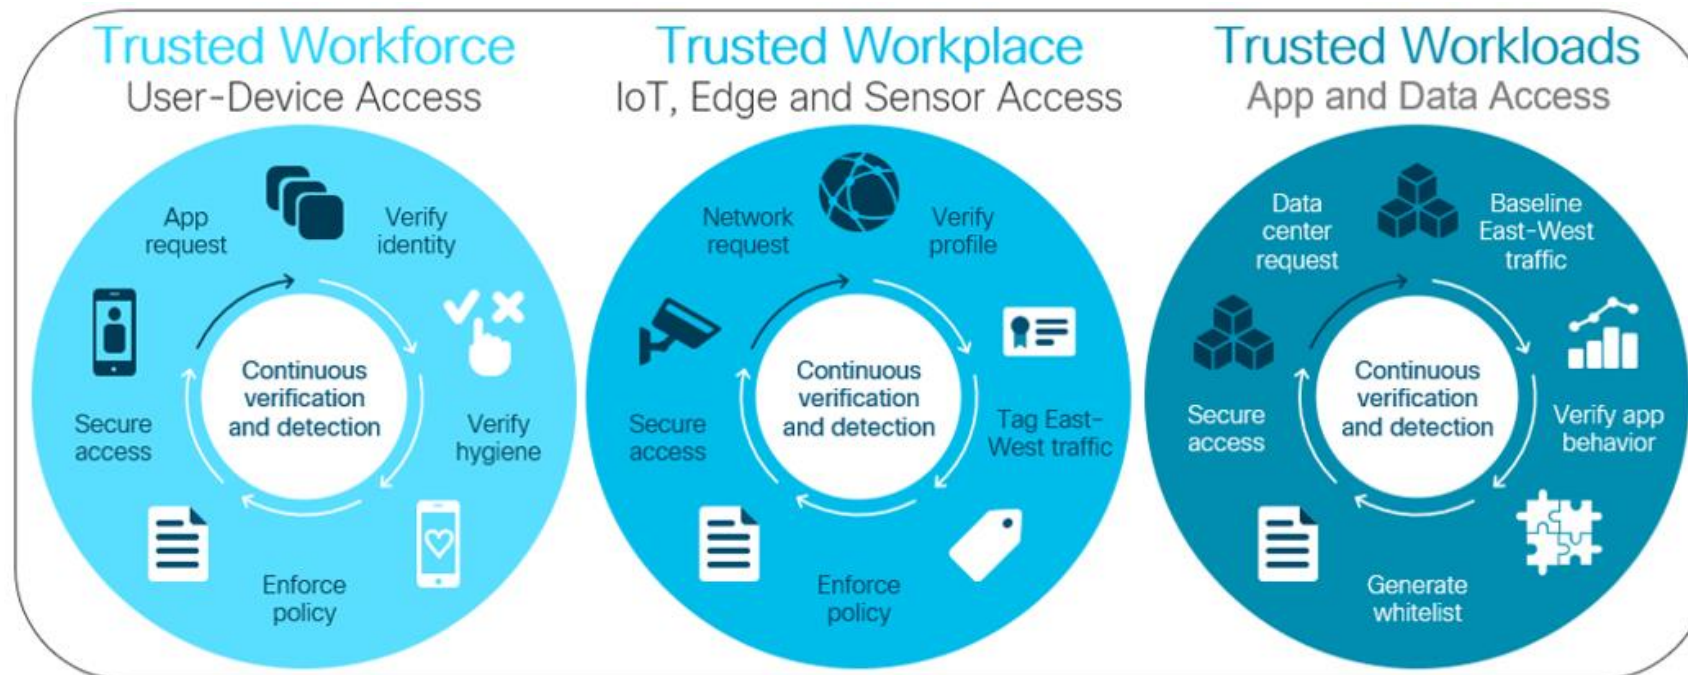 Trusted Workforce
User-Device Access
App
request
Verify
identity
Verify
hygiene
Enforce
policy
Secure
access
Continuous
verification
and detection
Trusted Workplace
IoT, Edge and Sensor Access
Network
request
Verify
profile
Tag East-
West traffic
Enforce
policy
Secure
access
Continuous
verification
and detection
Trusted Workloads
App and Data Access
Data
center
request
Baseline
East-West
traffic
Verify app
behavior
Generate
whitelist
Secure
access
Continuous
verification
and detection